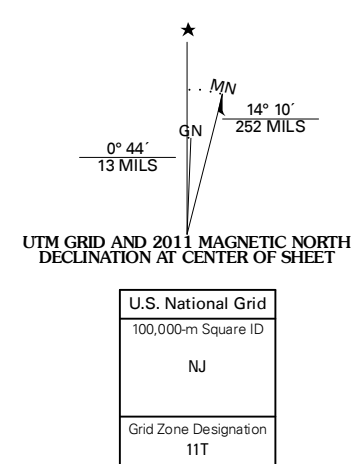 ★
MN
14° 10´
252 MILS
GN
0° 44´
13 MILS
UTM GRID AND 2011 MAGNETIC NORTH
DECLINATION AT CENTER OF SHEET
U.S. National Grid
100,000-m Square ID
NJ
Grid Zone Designation
11T